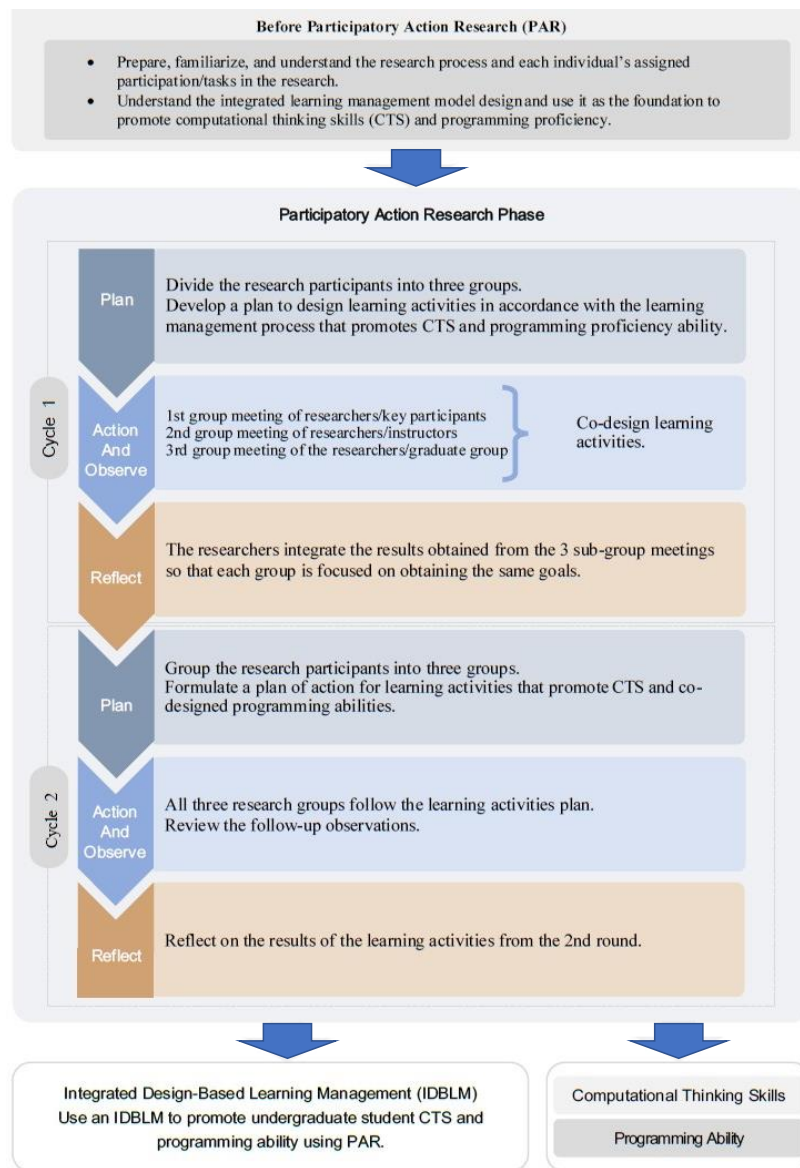 Before Participatory Action Research (PAR)
• Prepare, familiarize, and understand the research process and each individual's assigned
participation/tasks in the research.
• Understand the integrated learning management model design and use it as the foundation to
promote computational thinking skills (CTS) and programming proficiency.
Participatory Action Research Phase
Cycle 1
Plan
Divide the research participants into three groups.
Develop a plan to design learning activities in accordance with the learning
management process that promotes CTS and programming proficiency ability.
Action
And
Observe
1st group meeting of researchers/key participants
2nd group meeting of researchers/instructors
3rd group meeting of the researchers/graduate group
Co-design learning
activities.
Reflect
The researchers integrate the results obtained from the 3 sub-group meetings
so that each group is focused on obtaining the same goals.
Cycle 2
Plan
Group the research participants into three groups.
Formulate a plan of action for learning activities that promote CTS and co-
designed programming abilities.
Action
And
Observe
All three research groups follow the learning activities plan.
Review the follow-up observations.
Reflect
Reflect on the results of the learning activities from the 2nd round.
Integrated Design-Based Learning Management (IDBLM)
Use an IDBLM to promote undergraduate student CTS and
programming ability using PAR.
Computational Thinking Skills
Programming Ability